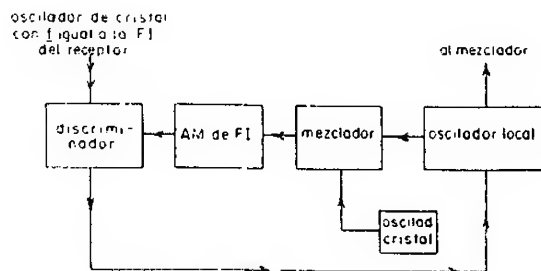 oscilador de cristal
con f igual a la FI
del receptor
al mezclador
discrimi-
nador
AM de FI
mezclador
oscilador local
oscilad
cristal